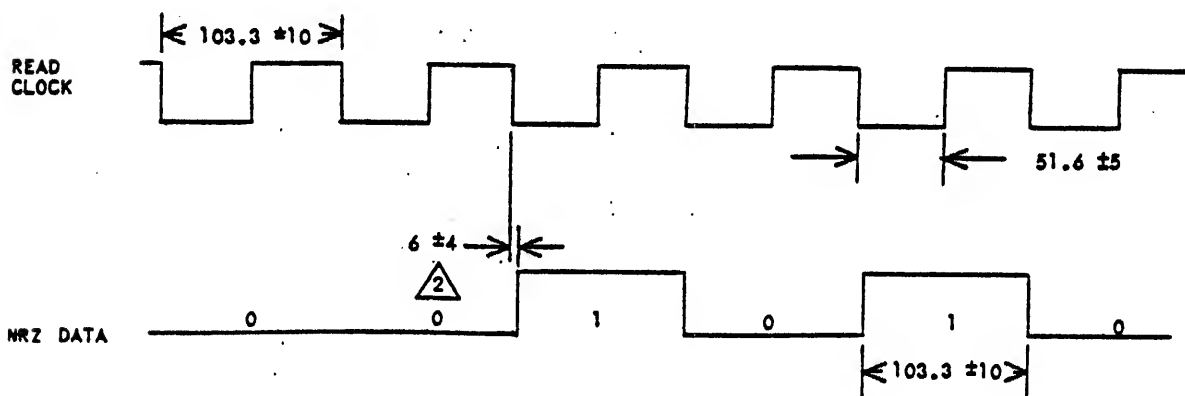 103.3 ±10
READ
CLOCK
51.6 ±5
6 ±4
2
NRZ DATA
0 0 1 0 1 0
103.3 ±10